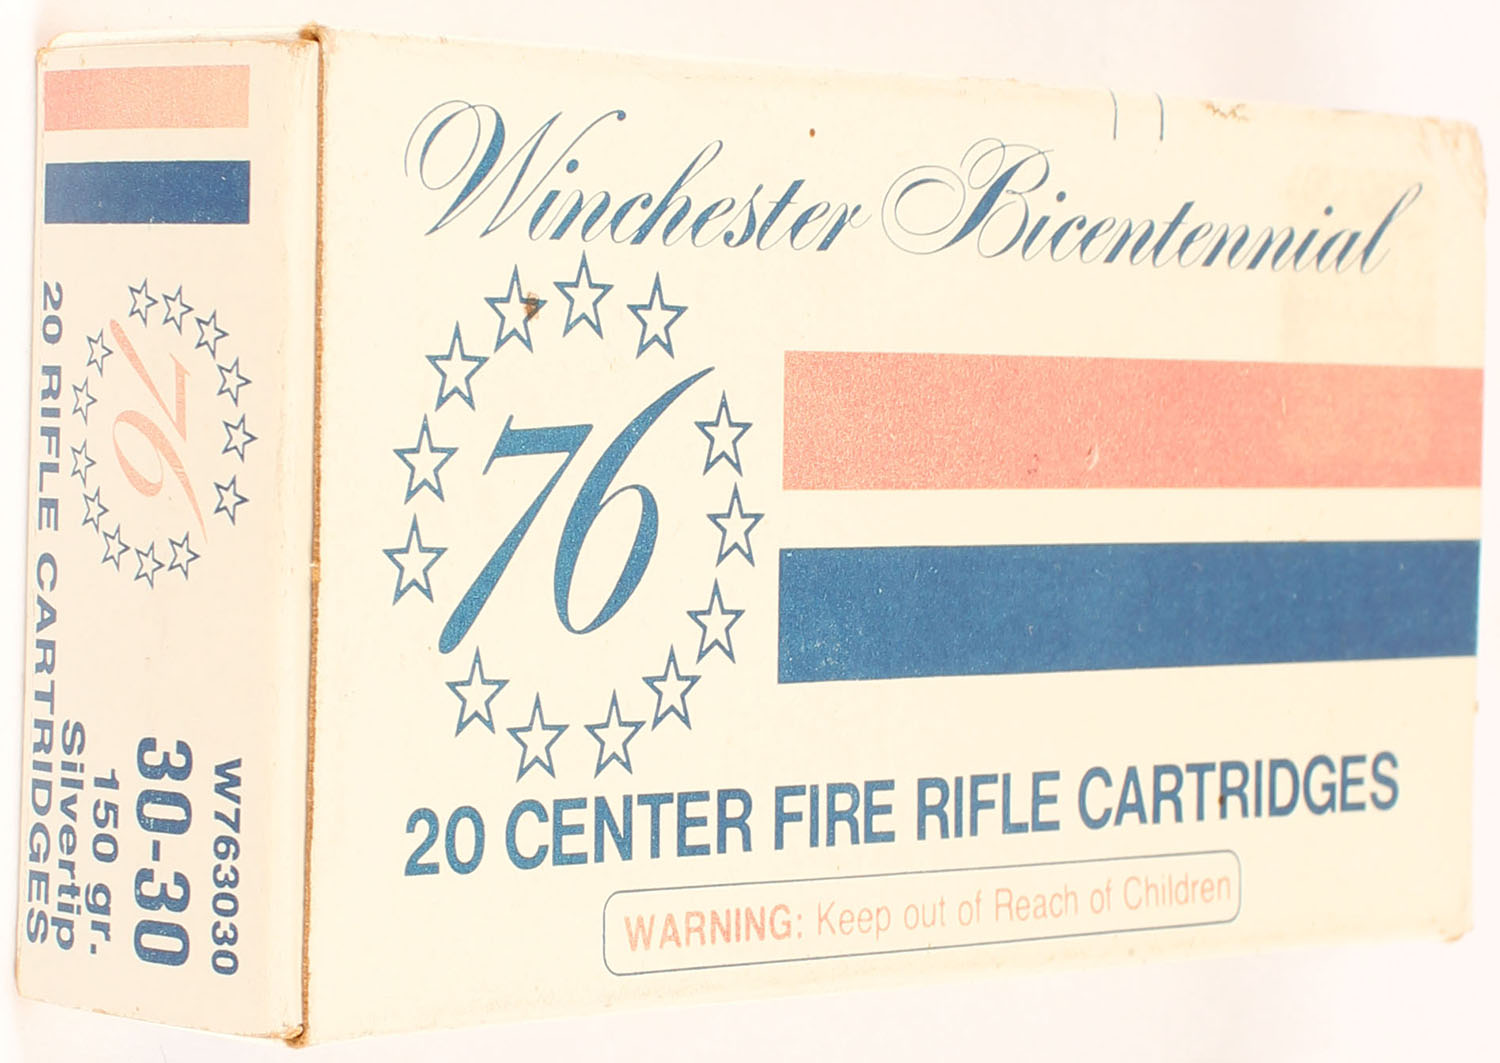 Winchester Bicentennial
76
20 CENTER FIRE RIFLE CARTRIDGES
WARNING: Keep out of Reach of Children
76
W763030
30-30
150 gr.
Silvertip
20 RIFLE CARTRIDGES